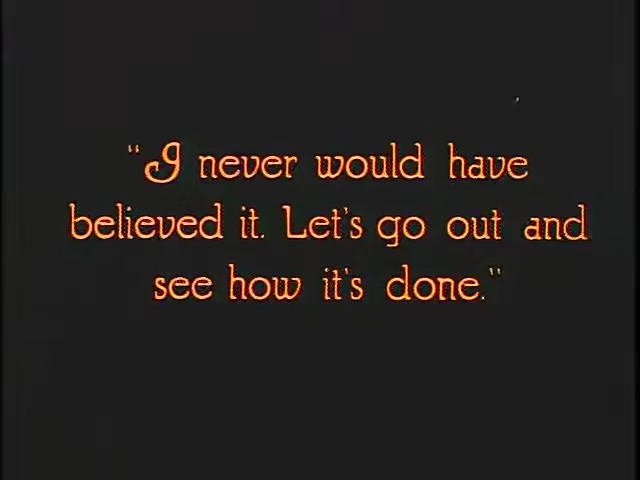 "I never would have
believed it. Let's go out and
see how it's done."